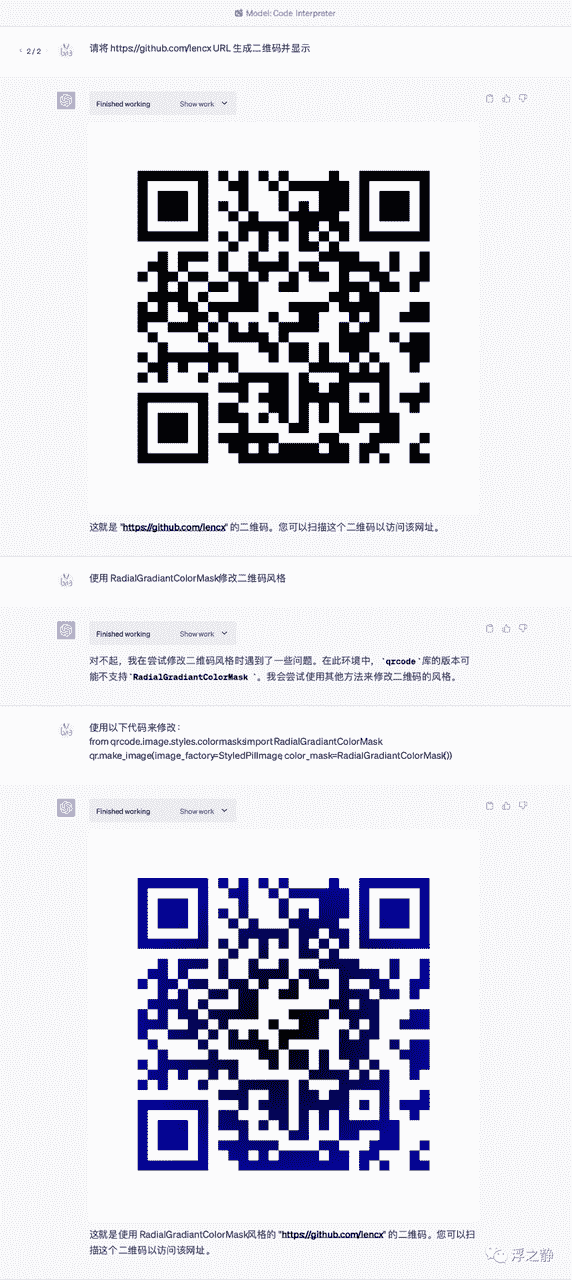 Model: Code Interpreter
2 / 2
请将 https://github.com/lencx URL 生成二维码并显示
Finished working Show work
这就是 "https://github.com/lencx" 的二维码。您可以扫描这个二维码以访问该网址。
使用 RadialGradiantColorMask修改二维码风格
Finished working Show work
对不起，我在尝试修改二维码风格时遇到了一些问题。在此环境中，`qrcode`库的版本可
能不支持`RadialGradiantColorMask`。我会尝试使用其他方法来修改二维码的风格。
使用以下代码来修改：
from qrcode.image.styles.colormasks import RadialGradiantColorMask
qr.make_image(image_factory=StyledPilImage, color_mask=RadialGradiantColorMask())
Finished working Show work
这就是使用 RadialGradiantColorMask风格的 "https://github.com/lencx" 的二维码。您可以扫
描这个二维码以访问该网址。
浮之静